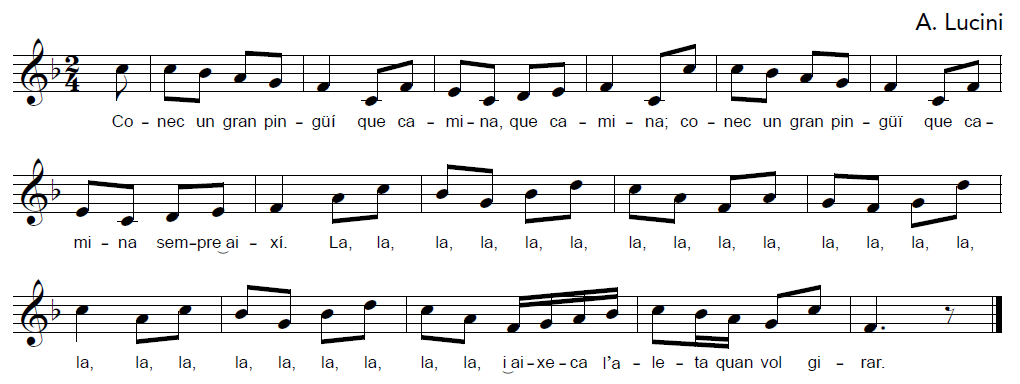 A. Lucini
2
4
Co – nec un gran pin – güí que ca – mi – na, que ca – mi – na; co – nec un gran pin – güï que ca –
mi – na sem–pre‿ai – xí. La, la, la, la, la, la, la, la, la, la, la, la, la, la,
la, la, la, la, la, la, la, la, la, i‿ai–xe–ca l'a – le – ta quan vol gi – rar.